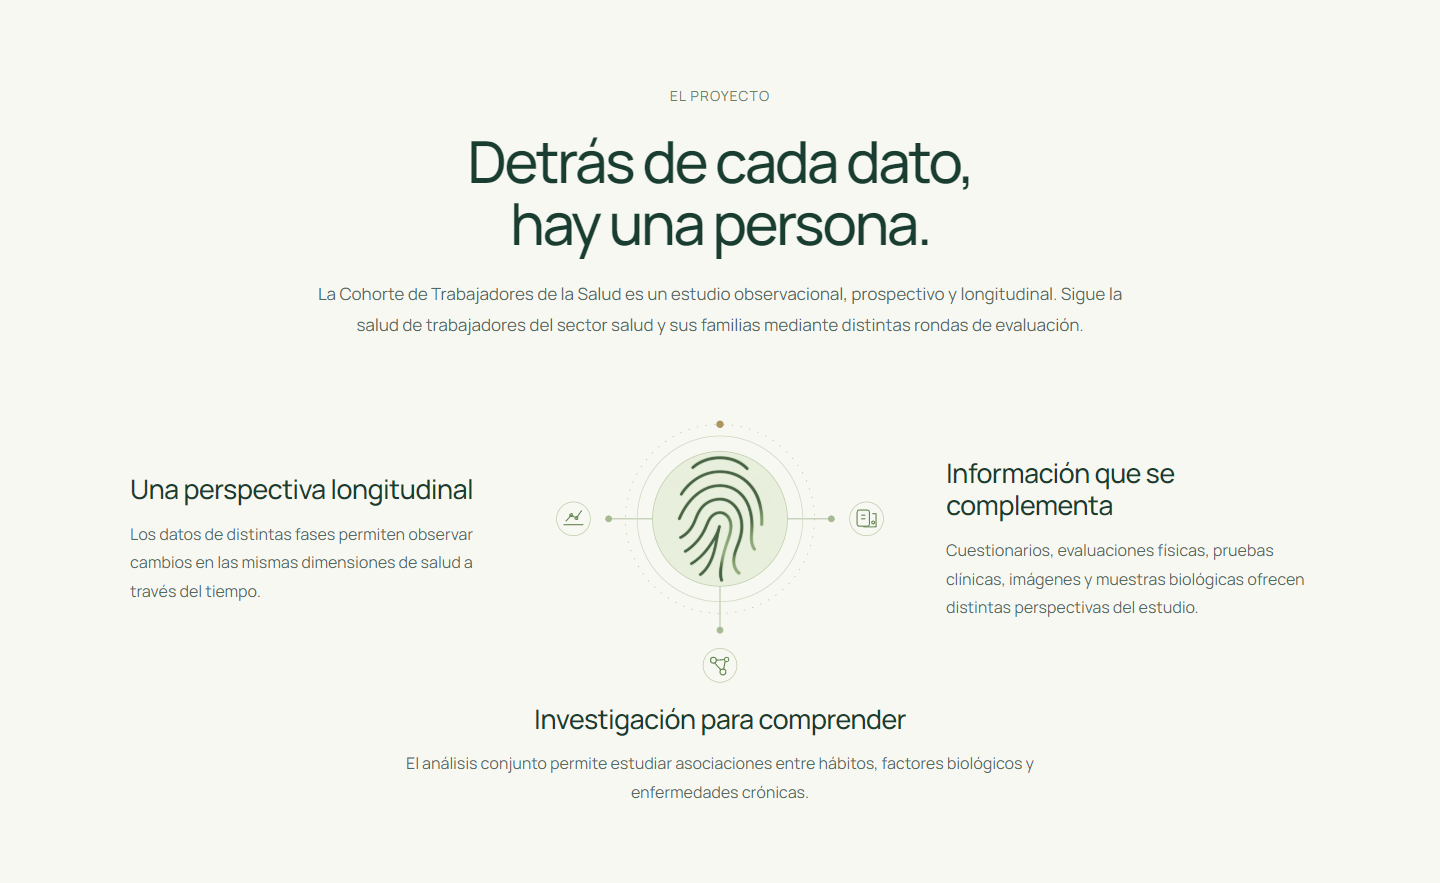 EL PROYECTO
Detrás de cada dato,
hay una persona.
La Cohorte de Trabajadores de la Salud es un estudio observacional, prospectivo y longitudinal. Sigue la
salud de trabajadores del sector salud y sus familias mediante distintas rondas de evaluación.
Una perspectiva longitudinal
Los datos de distintas fases permiten observar
cambios en las mismas dimensiones de salud a
través del tiempo.
Información que se
complementa
Cuestionarios, evaluaciones físicas, pruebas
clínicas, imágenes y muestras biológicas ofrecen
distintas perspectivas del estudio.
Investigación para comprender
El análisis conjunto permite estudiar asociaciones entre hábitos, factores biológicos y
enfermedades crónicas.